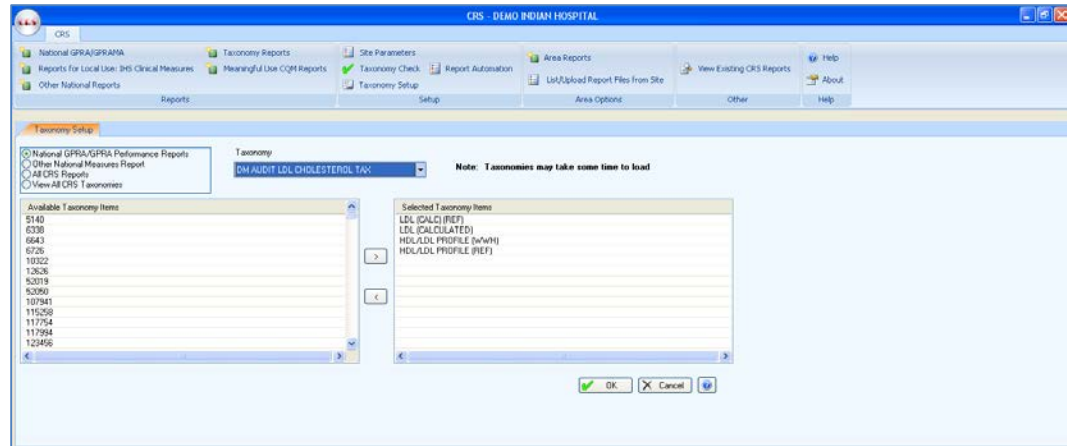 CRS - DEMO INDIAN HOSPITAL
CRS
National GPRA/GPRAMA
Reports for Local Use: IHS Clinical Measures
Other National Reports
Taxonomy Reports
Meaningful Use CQM Reports
Reports
Site Parameters
Taxonomy Check
Report Automation
Taxonomy Setup
Setup
Area Reports
List/Upload Report Files from Site
Area Options
View Existing CRS Reports
Other
Help
About
Help
Taxonomy Setup
National GPRA/GPRA Performance Reports
Other National Measures Report
All CRS Reports
View All CRS Taxonomies
Taxonomy
DM AUDIT LDL CHOLESTEROL TAX
Note: Taxonomies may take some time to load
Available Taxonomy Items
5140
6338
6643
6726
10322
12626
52019
52050
107941
115258
117754
117994
123456
Selected Taxonomy Items
LDL (CALC) (REF)
LDL (CALCULATED)
HDL/LDL PROFILE (WWH)
HDL/LDL PROFILE (REF)
>
<
OK
Cancel